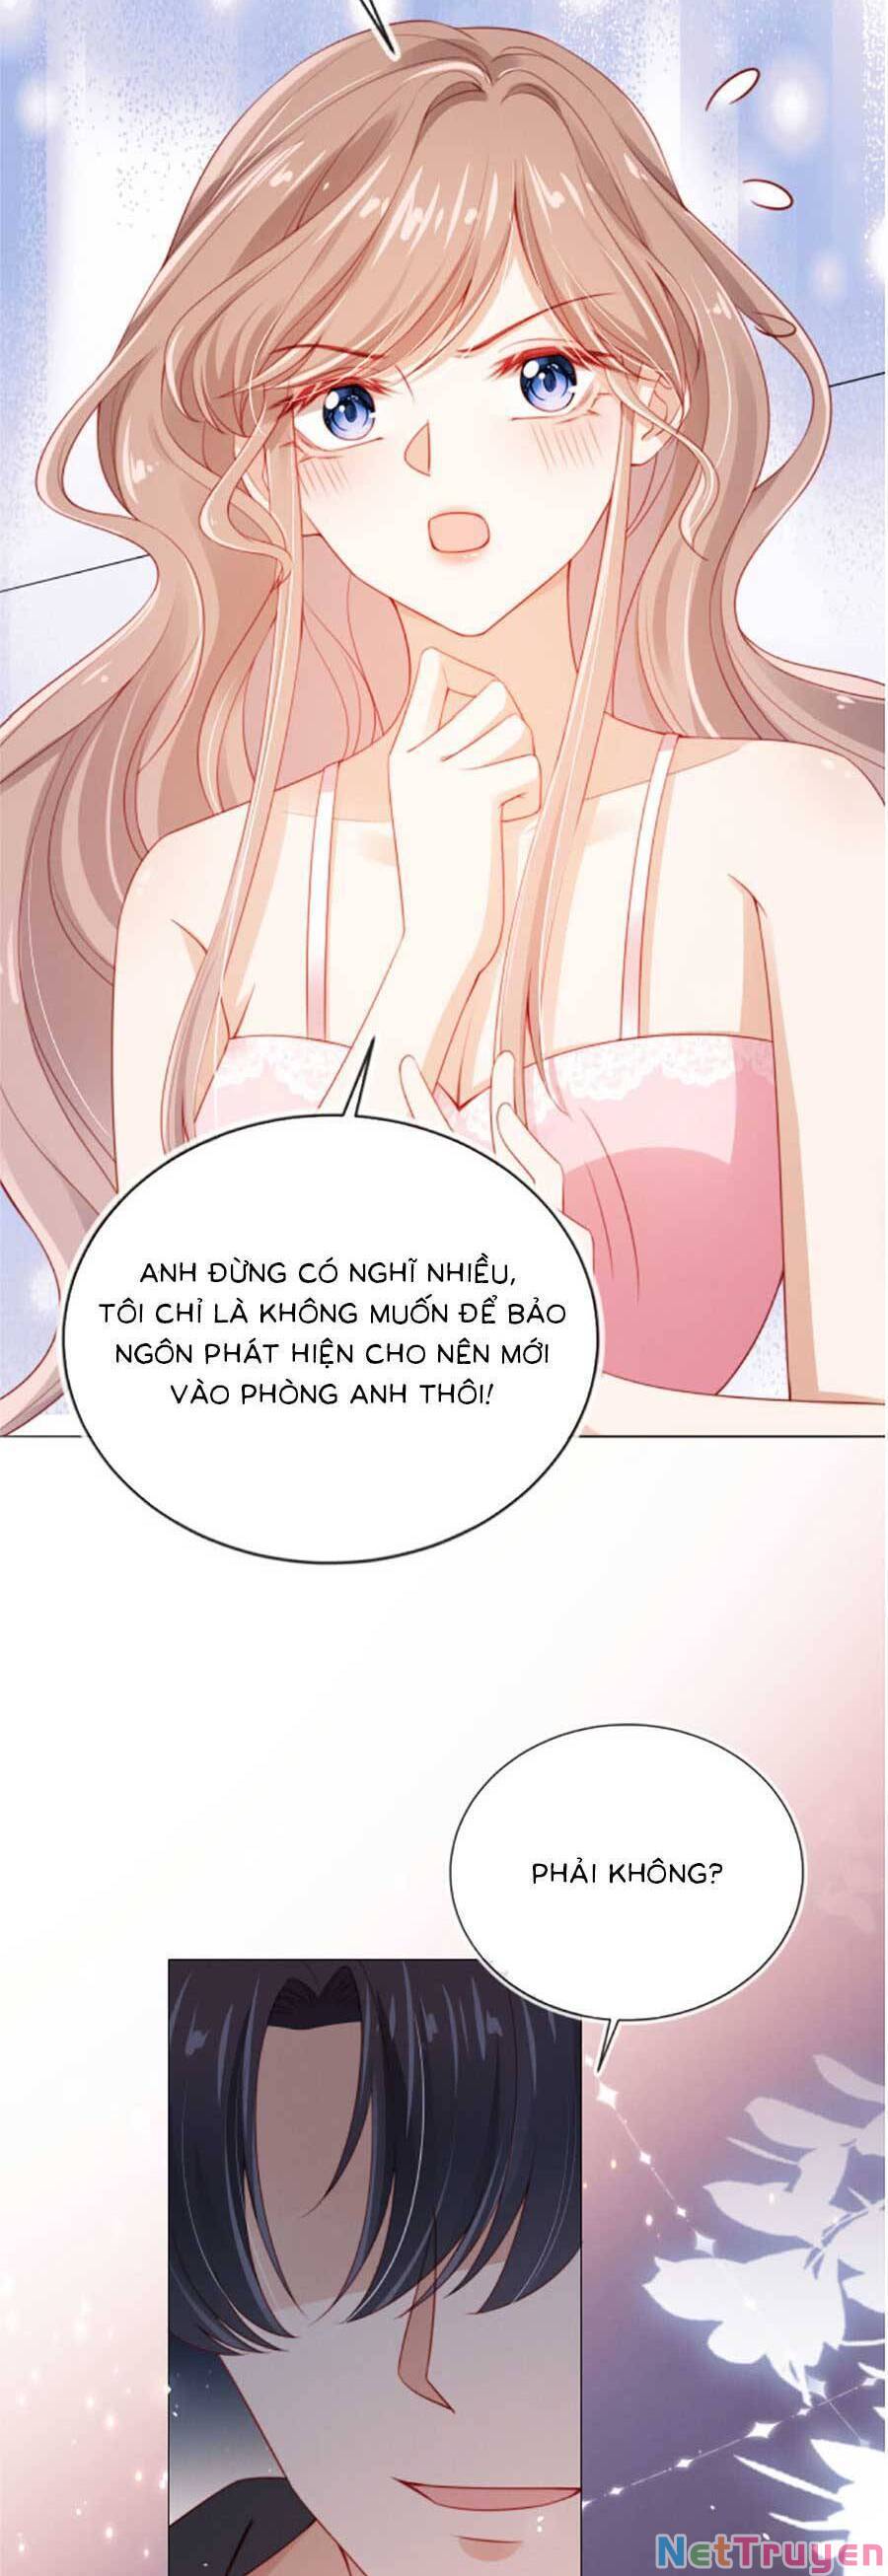 ANH ĐỪNG CÓ NGHĨ NHIỀU,
TÔI CHỈ LÀ KHÔNG MUỐN ĐỂ BẢO
NGÔN PHÁT HIỆN CHO NÊN MỚI
VÀO PHÒNG ANH THÔI!
PHẢI KHÔNG?
NetTruyen